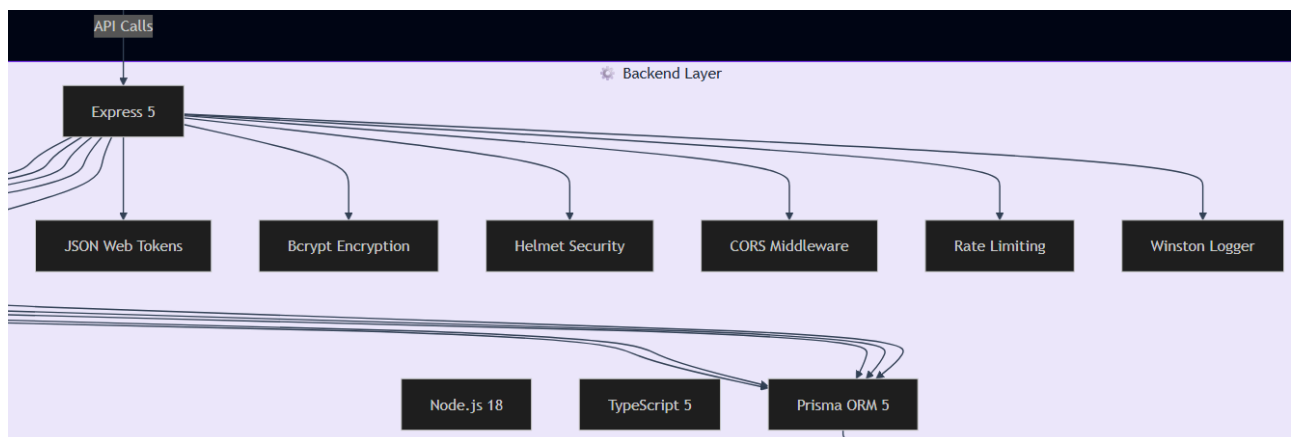 API Calls
Backend Layer
Express 5
JSON Web Tokens
Bcrypt Encryption
Helmet Security
CORS Middleware
Rate Limiting
Winston Logger
Node.js 18
TypeScript 5
Prisma ORM 5